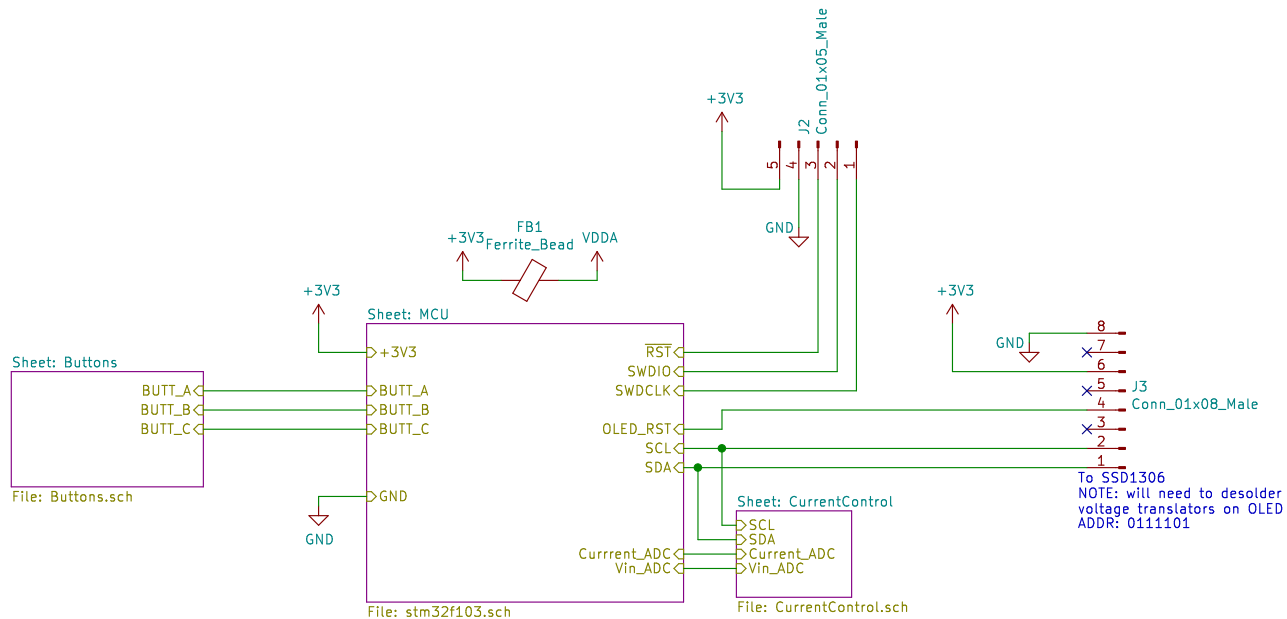 Conn_01x05_Male
J2
+3V3
5
4
3
2
1
GND
FB1
Ferrite_Bead
+3V3
VDDA
+3V3
+3V3
Sheet: MCU
+3V3
BUTT_A
BUTT_B
BUTT_C
GND
RST
SWDIO
SWDCLK
OLED_RST
SCL
SDA
Currrent_ADC
Vin_ADC
File: stm32f103.sch
Sheet: Buttons
BUTT_A
BUTT_B
BUTT_C
File: Buttons.sch
GND
GND
8
7
6
5
4
3
2
1
J3
Conn_01x08_Male
To SSD1306
NOTE: will need to desolder
voltage translators on OLED
ADDR: 0111101
Sheet: CurrentControl
SCL
SDA
Current_ADC
Vin_ADC
File: CurrentControl.sch